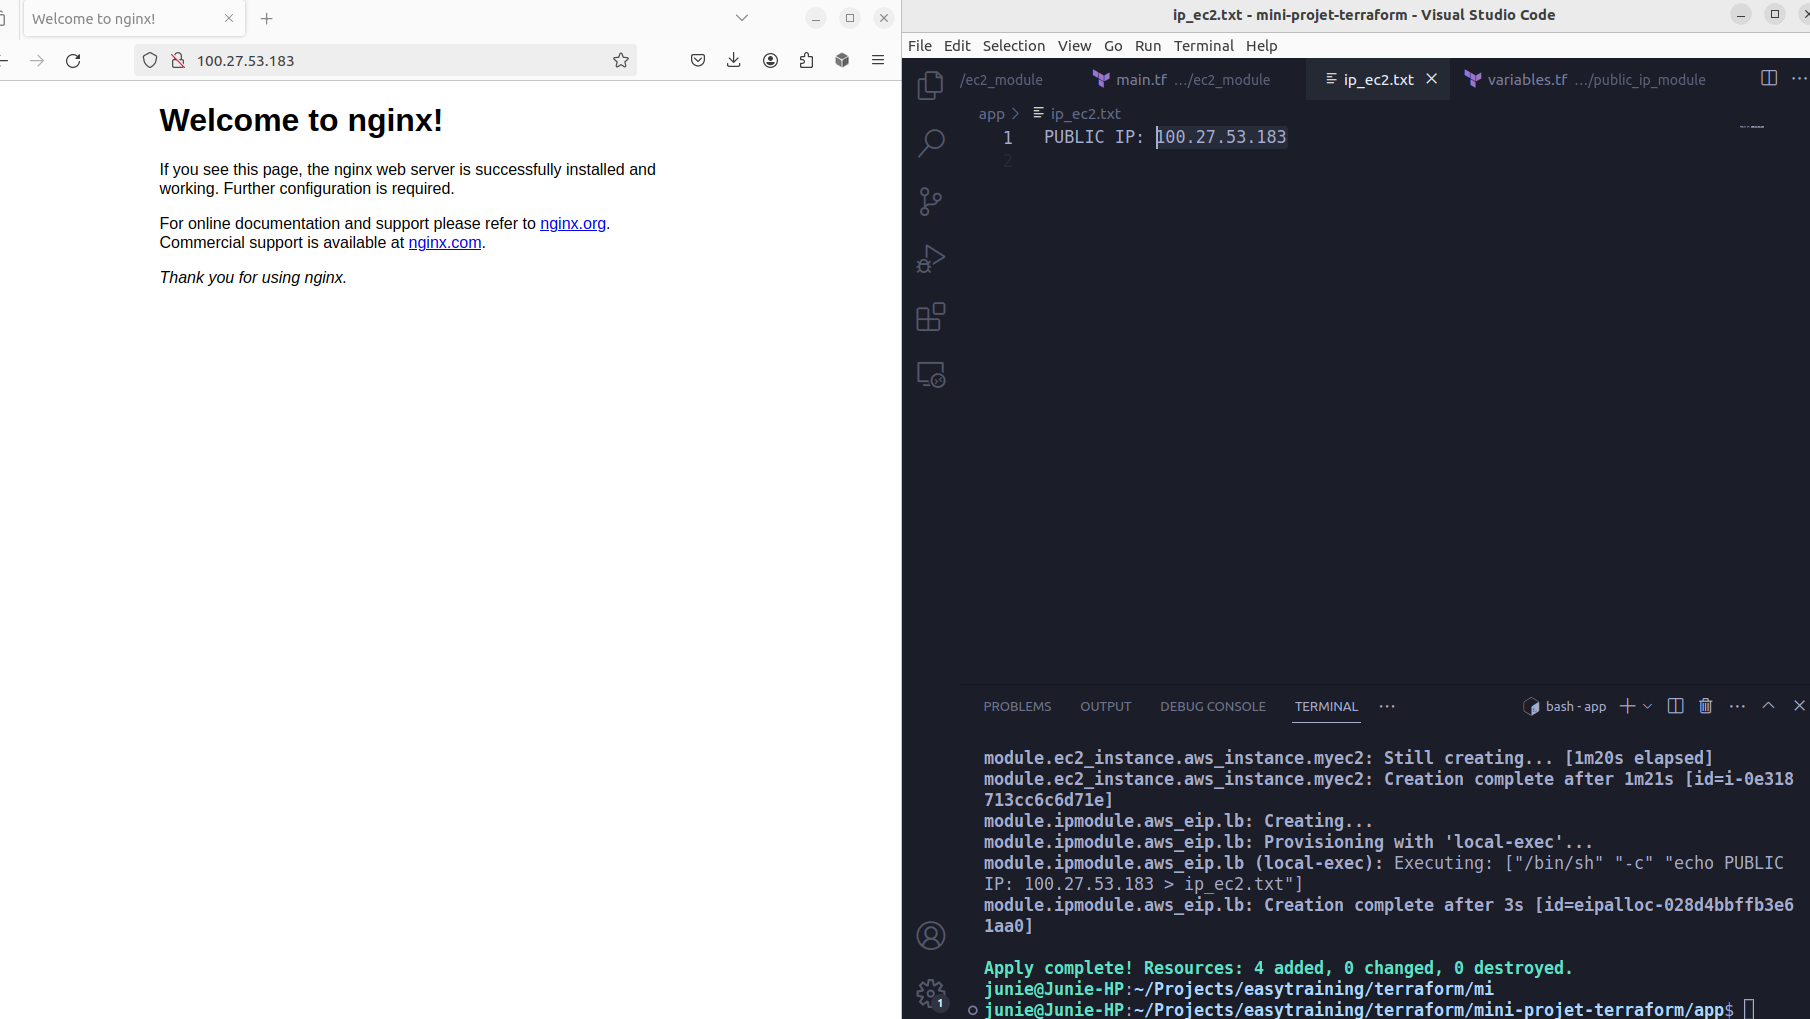 Welcome to nginx!
100.27.53.183
Welcome to nginx!
If you see this page, the nginx web server is successfully installed and
working. Further configuration is required.
For online documentation and support please refer to nginx.org.
Commercial support is available at nginx.com.
Thank you for using nginx.
ip_ec2.txt - mini-projet-terraform - Visual Studio Code
File Edit Selection View Go Run Terminal Help
/ec2_module main.tf .../ec2_module ip_ec2.txt variables.tf .../public_ip_module
app > ip_ec2.txt
1 PUBLIC IP: 100.27.53.183
2
PROBLEMS OUTPUT DEBUG CONSOLE TERMINAL ... bash - app
module.ec2_instance.aws_instance.myec2: Still creating... [1m20s elapsed]
module.ec2_instance.aws_instance.myec2: Creation complete after 1m21s [id=i-0e318
713cc6c6d71e]
module.ipmodule.aws_eip.lb: Creating...
module.ipmodule.aws_eip.lb: Provisioning with 'local-exec'...
module.ipmodule.aws_eip.lb (local-exec): Executing: ["/bin/sh" "-c" "echo PUBLIC
IP: 100.27.53.183 > ip_ec2.txt"]
module.ipmodule.aws_eip.lb: Creation complete after 3s [id=eipalloc-028d4bbffb3e6
1aa0]
Apply complete! Resources: 4 added, 0 changed, 0 destroyed.
junie@Junie-HP:~/Projects/easytraining/terraform/mi
junie@Junie-HP:~/Projects/easytraining/terraform/mini-projet-terraform/app$
1